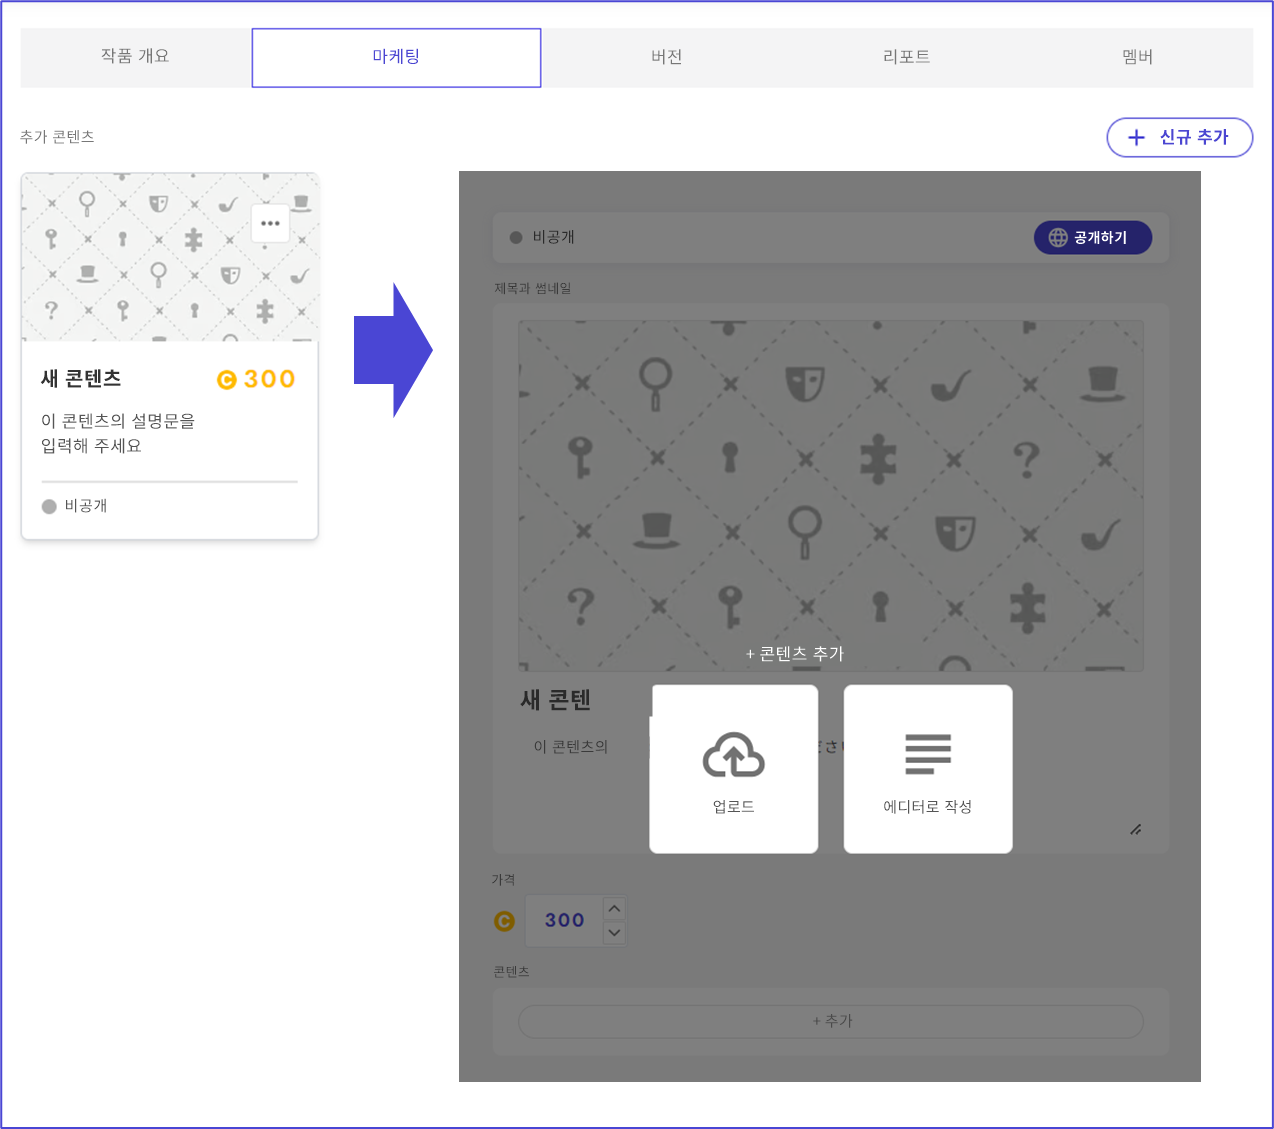 작품 개요
마케팅
버전
리포트
멤버
추가 콘텐츠
+ 신규 추가
새 콘텐츠
C 300
이 콘텐츠의 설명문을
입력해 주세요
비공개
비공개
공개하기
제목과 썸네일
+ 콘텐츠 추가
새 콘텐
이 콘텐츠의
ださ
업로드
에디터로 작성
가격
C 300
콘텐츠
+ 추가